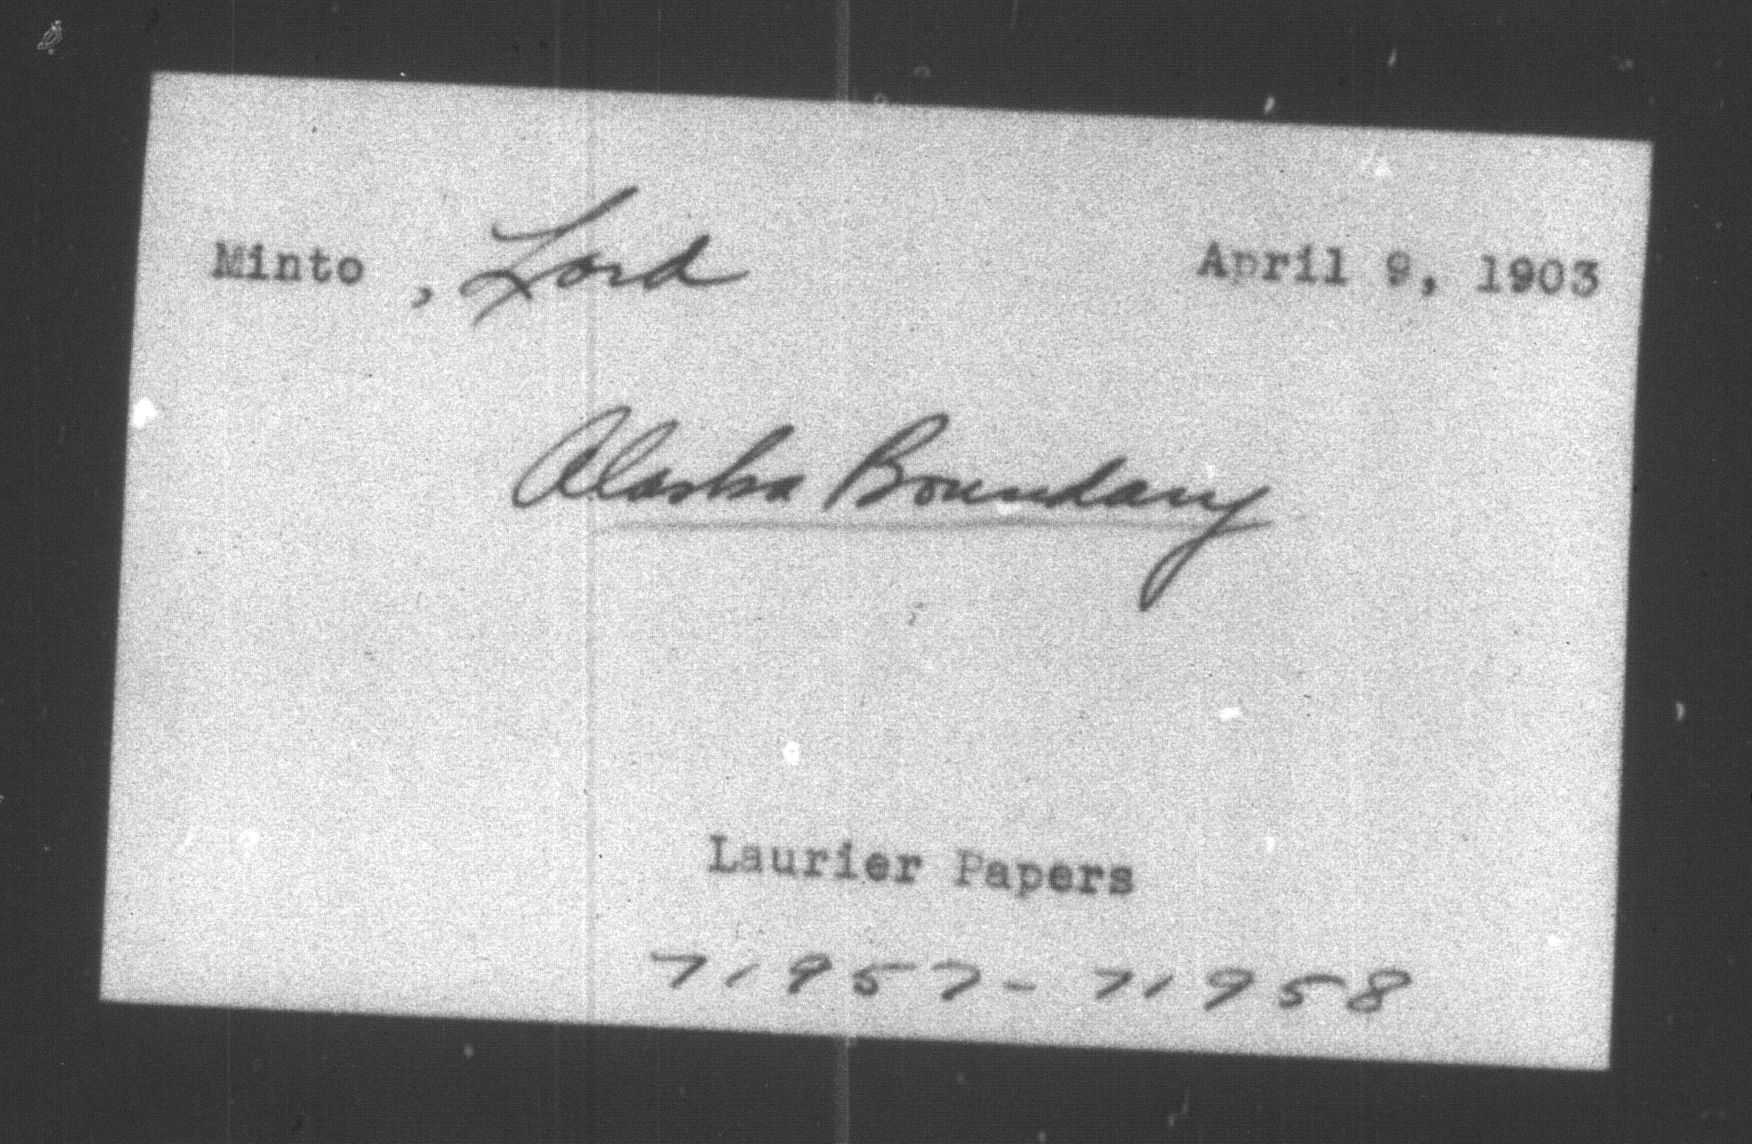 Minto , Lord April 9, 1903
Alaska Boundary
Laurier Papers
71957-71958